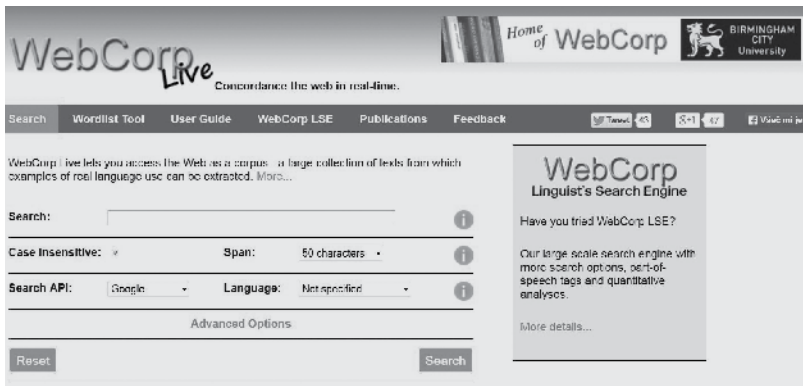 WebCorp Live
Concordance the web in real-time.
Home of WebCorp
BIRMINGHAM CITY University
Search Wordlist Tool User Guide WebCorp LSE Publications Feedback Tweet 43 +1 47
WebCorp Live lets you access the Web as a corpus - a large collection of texts from which
examples of real language use can be extracted. More...
Search:
Case Insensitive: Span: 50 characters
Search API: Google Language: Not specified
Advanced Options
Reset Search
WebCorp
Linguist's Search Engine
Have you tried WebCorp LSE?
Our large scale search engine with
more search options, part-of-
speech tags and quantitative
analyses.
More details...